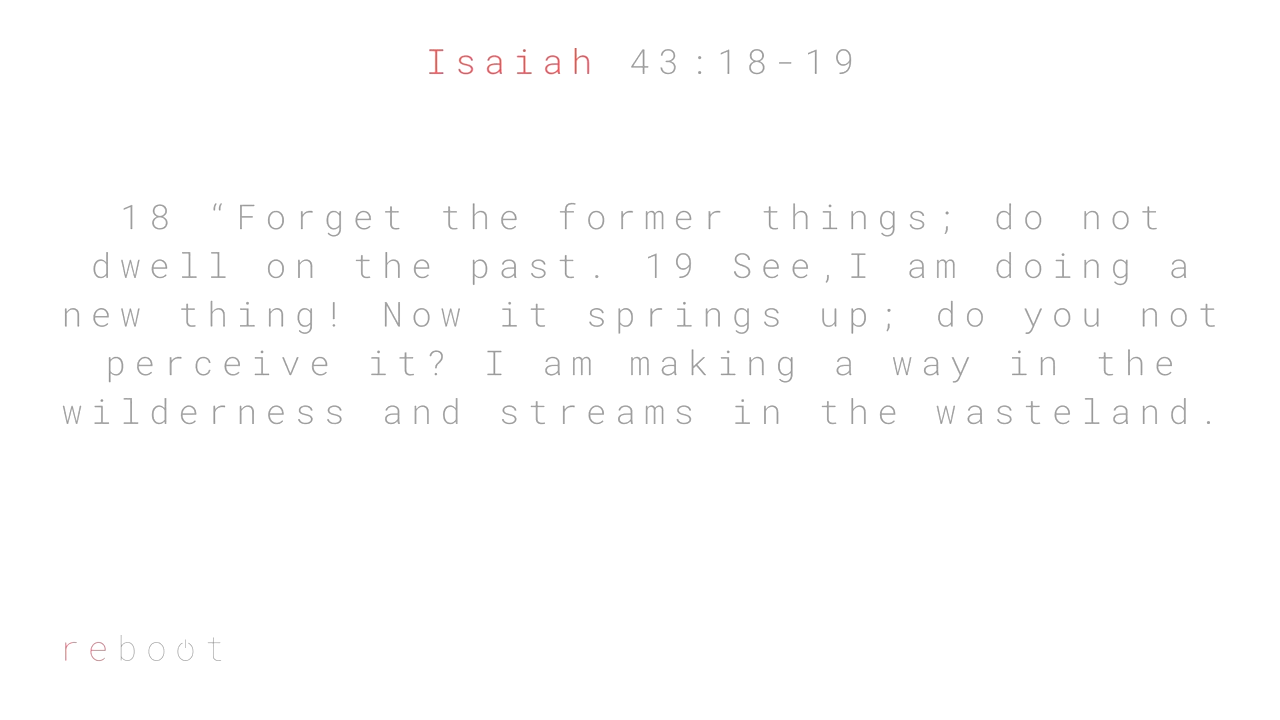 Isaiah 43:18-19
18 “Forget the former things; do not
dwell on the past. 19 See,I am doing a
new thing! Now it springs up; do you not
perceive it? I am making a way in the
wilderness and streams in the wasteland.
reboot